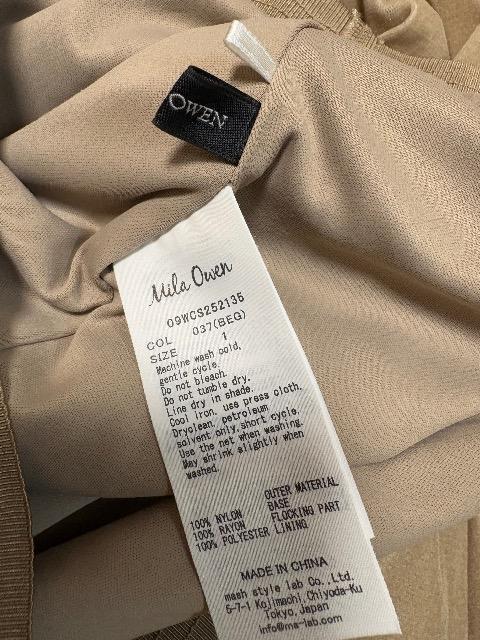 OWEN
Mila Owen
09WCS252135
COL 037(BEG)
SIZE 1
Machine wash cold,
gentle cycle.
Do not bleach.
Do not tumble dry.
Line dry in shade.
Cool iron, use press cloth.
Dryclean, petroleum
solvent only,short cycle.
Use the net when washing.
May shrink slightly when
washed.
OUTER MATERIAL
100% NYLON BASE
100% RAYON FLOCKING PART
100% POLYESTER LINING
MADE IN CHINA
mash style lab Co.,Ltd.
5-7-1 Kojimachi,Chiyoda-Ku
Tokyo,Japan
info@ma-lab.com